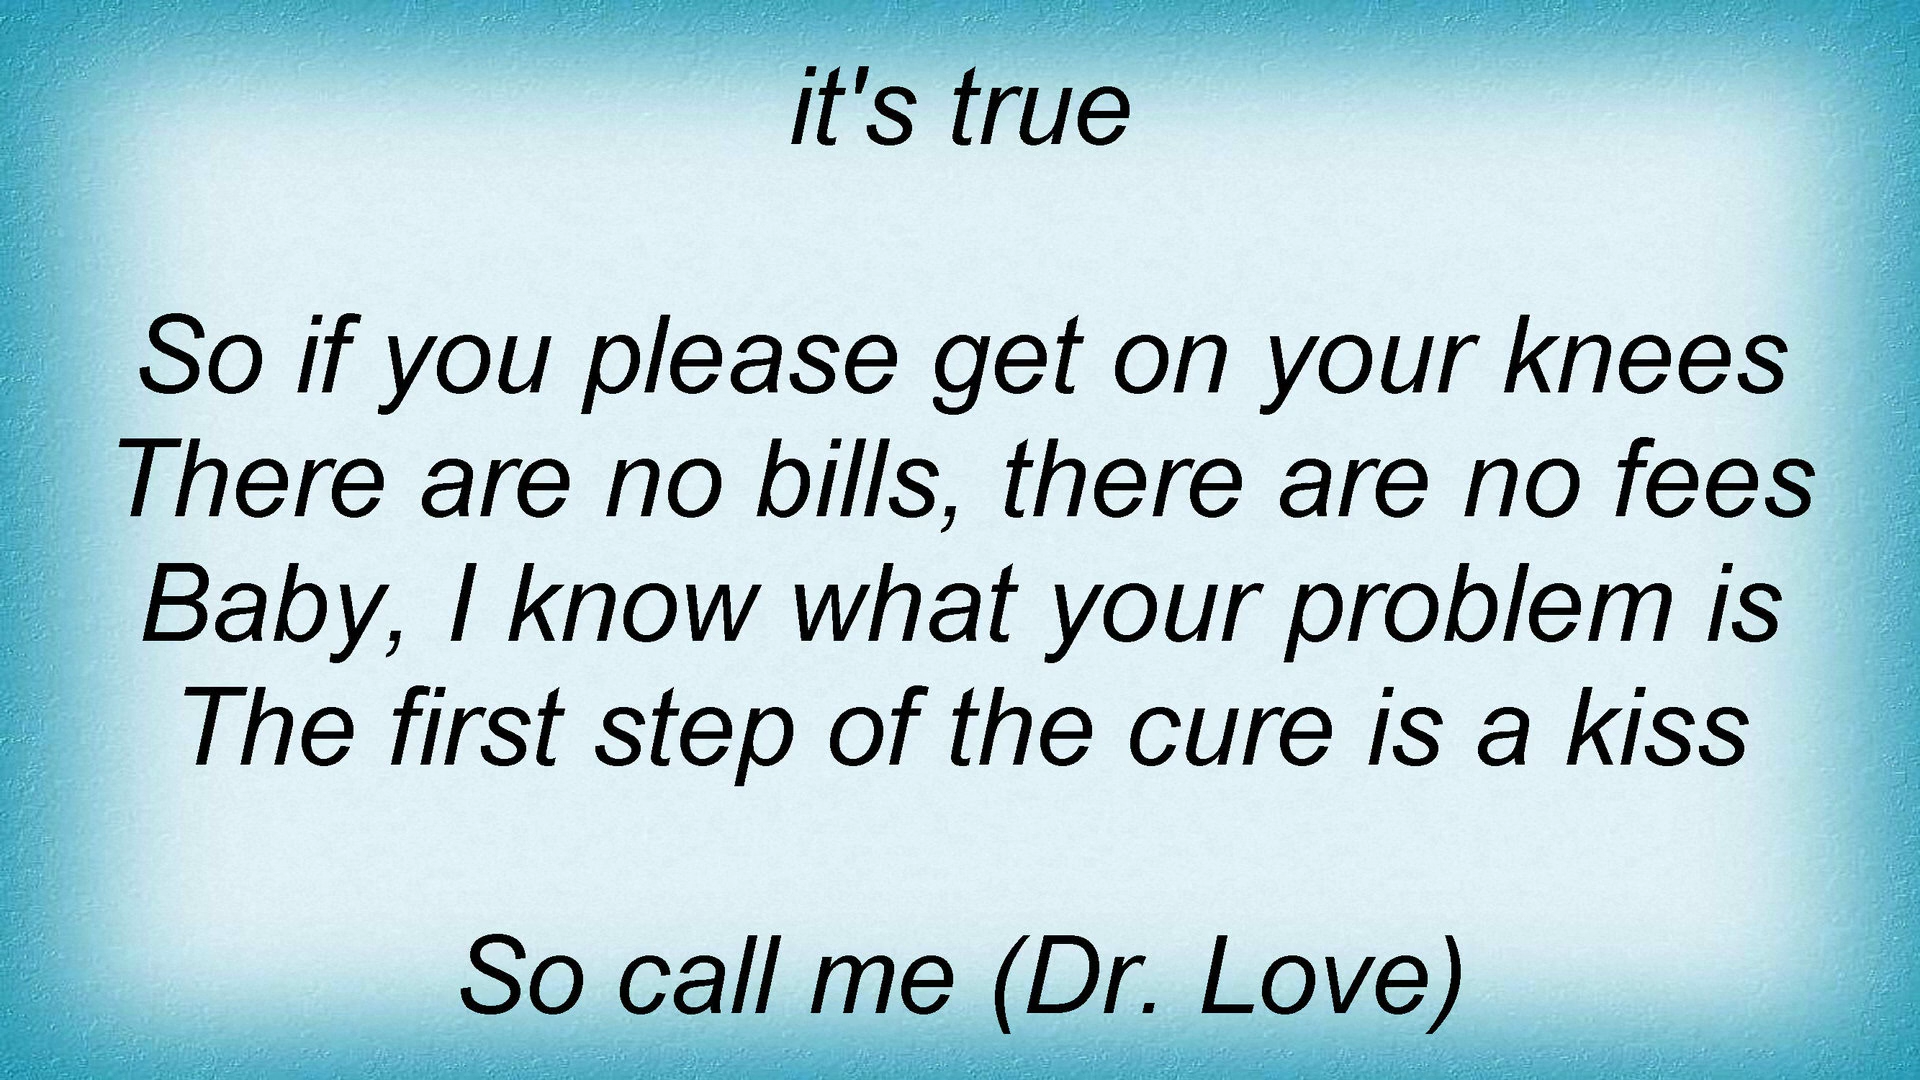 it's true
So if you please get on your knees
There are no bills, there are no fees
Baby, I know what your problem is
The first step of the cure is a kiss
So call me (Dr. Love)